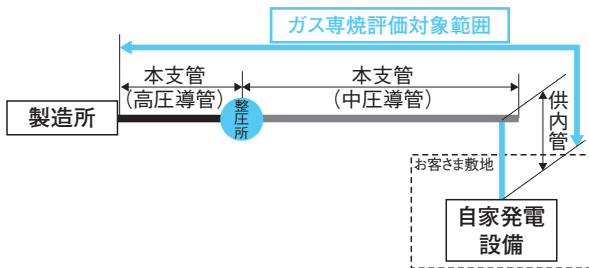 ガス専焼評価対象範囲
本支管
(高圧導管)
本支管
(中圧導管)
製造所
整圧所
供内管
お客さま敷地
自家発電
設備